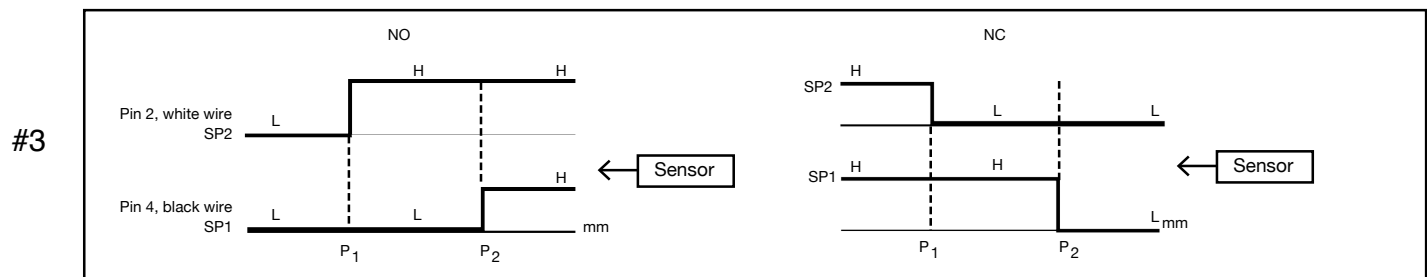 #3
NO
H H
Pin 2, white wire
SP2
L
H
Pin 4, black wire
SP1
L L
mm
P1 P2
Sensor
NC
H
SP2
L L
H H
SP1
L mm
P1 P2
Sensor